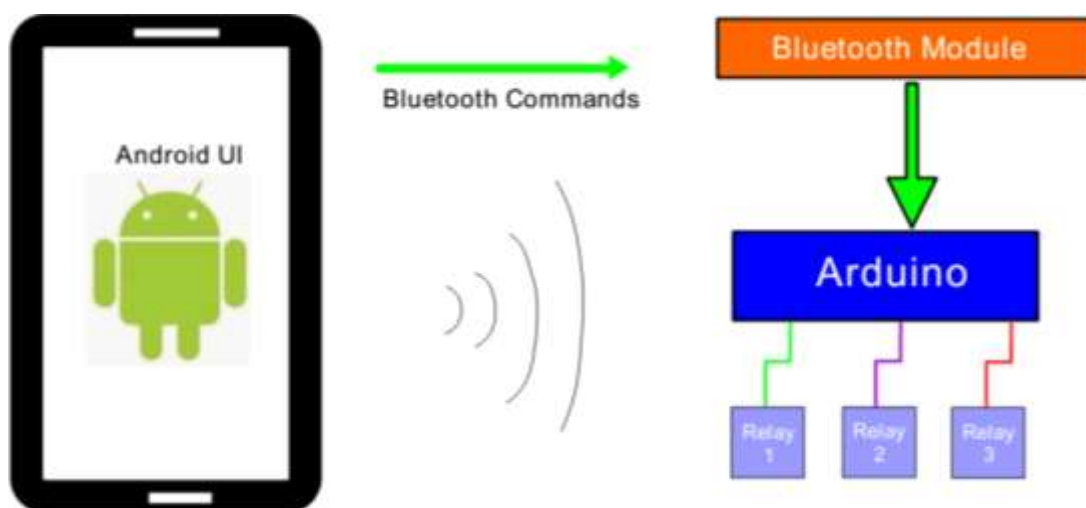 Android UI
Bluetooth Commands
Bluetooth Module
Arduino
Relay
1
Relay
2
Relay
3